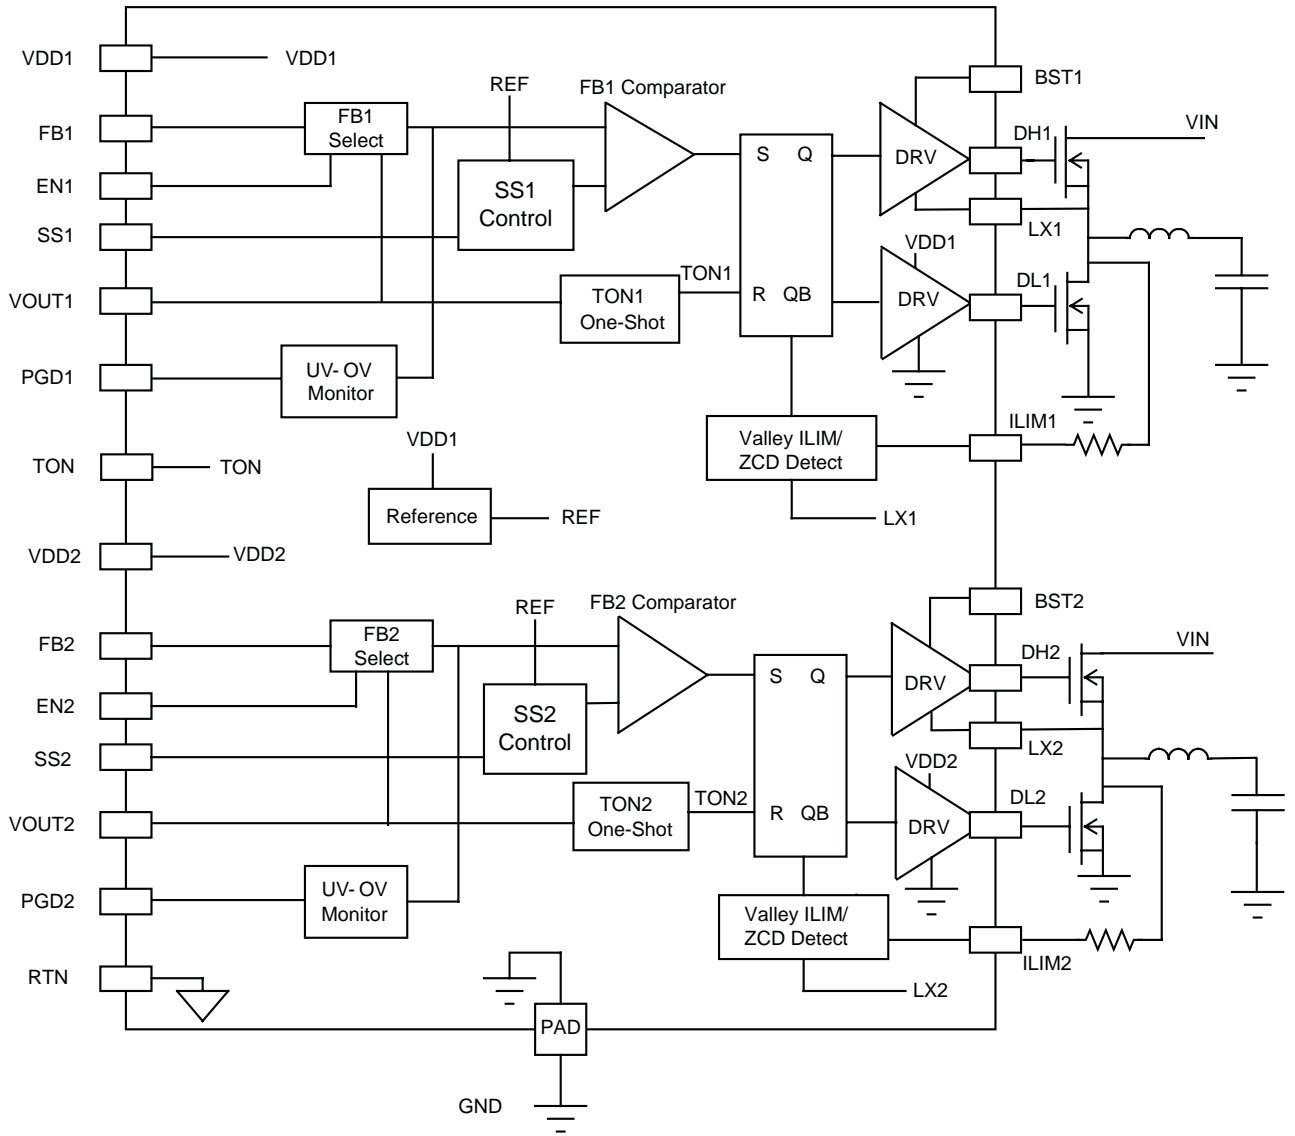 VDD1
VDD1
BST1
REF
FB1 Comparator
FB1
FB1
Select
DH1
VIN
S Q
DRV
EN1
SS1
Control
SS1
LX1
VDD1
VOUT1
TON1
TON1
One-Shot
R QB
DRV
DL1
PGD1
UV- OV
Monitor
VDD1
ILIM1
Valley ILIM/
ZCD Detect
TON
TON
Reference
REF
LX1
VDD2
VDD2
BST2
REF
FB2 Comparator
FB2
FB2
Select
DH2
VIN
S Q
DRV
EN2
SS2
Control
SS2
LX2
VDD2
VOUT2
TON2
TON2
One-Shot
R QB
DRV
DL2
PGD2
UV- OV
Monitor
Valley ILIM/
ZCD Detect
ILIM2
RTN
LX2
PAD
GND